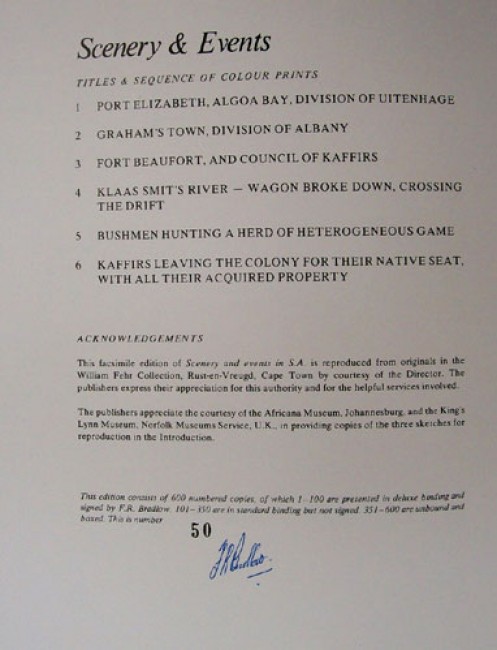 Scenery & Events
TITLES & SEQUENCE OF COLOUR PRINTS
1 PORT ELIZABETH, ALGOA BAY, DIVISION OF UITENHAGE
2 GRAHAM'S TOWN, DIVISION OF ALBANY
3 FORT BEAUFORT, AND COUNCIL OF KAFFIRS
4 KLAAS SMIT'S RIVER — WAGON BROKE DOWN, CROSSING
THE DRIFT
5 BUSHMEN HUNTING A HERD OF HETEROGENEOUS GAME
6 KAFFIRS LEAVING THE COLONY FOR THEIR NATIVE SEAT,
WITH ALL THEIR ACQUIRED PROPERTY
ACKNOWLEDGEMENTS
This facsimile edition of Scenery and events in S.A. is reproduced from originals in the
William Fehr Collection, Rust-en-Vreugd, Cape Town by courtesy of the Director. The
publishers express their appreciation for this authority and for the helpful services involved.
The publishers appreciate the courtesy of the Africana Museum, Johannesburg, and the King's
Lynn Museum, Norfolk Museums Service, U.K., in providing copies of the three sketches for
reproduction in the Introduction.
This edition consists of 600 numbered copies, of which 1–100 are presented in deluxe binding and
signed by F.R. Bradlow. 101–350 are in standard binding but not signed. 351–600 are unbound and
boxed. This is number
50
F R Bradlow